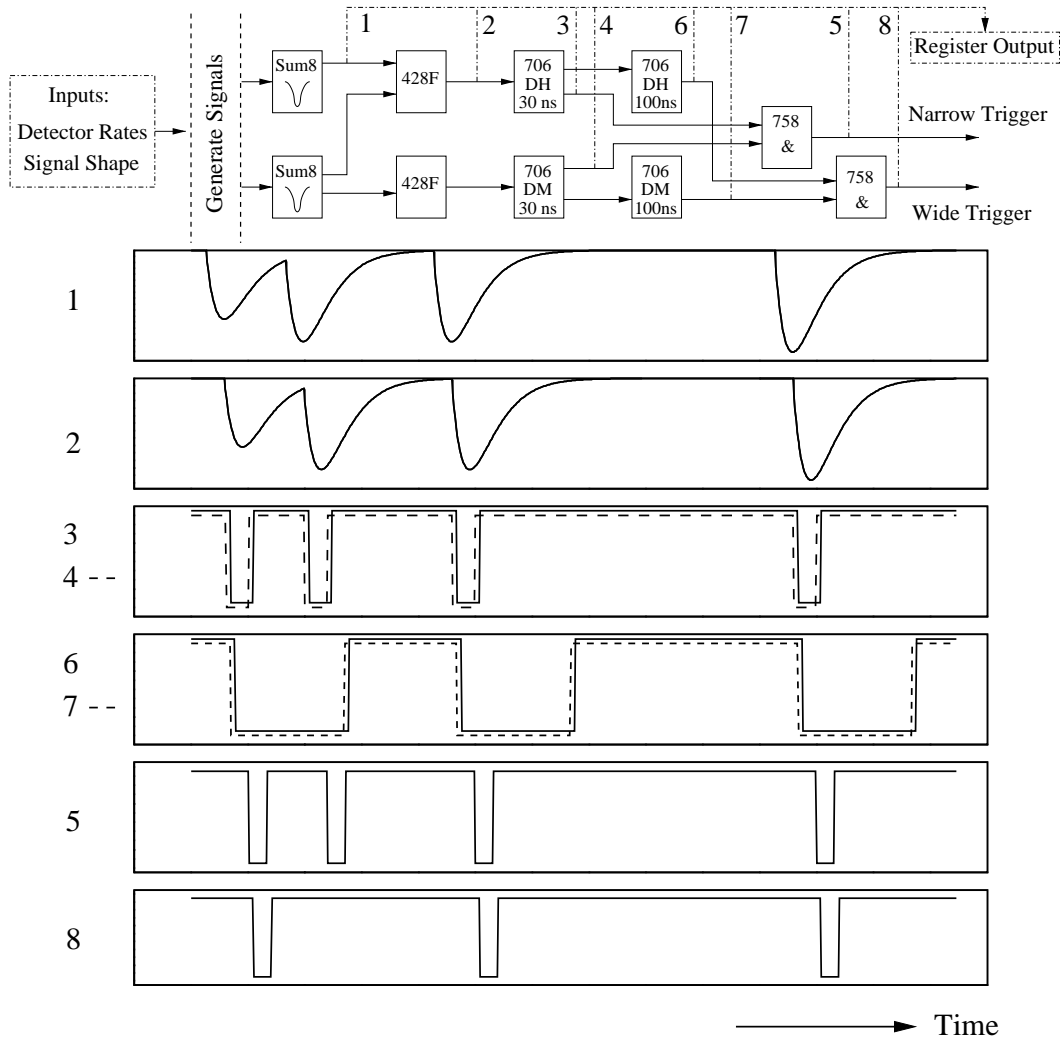 1 2 3 4 6 7 5 8
Register Output
Inputs:
Detector Rates
Signal Shape
Generate Signals
Sum8
428F
706
DH
30 ns
706
DH
100ns
758
&
Narrow Trigger
Sum8
428F
706
DM
30 ns
706
DM
100ns
758
&
Wide Trigger
1
2
3
4 - -
6
7 - -
5
8
Time